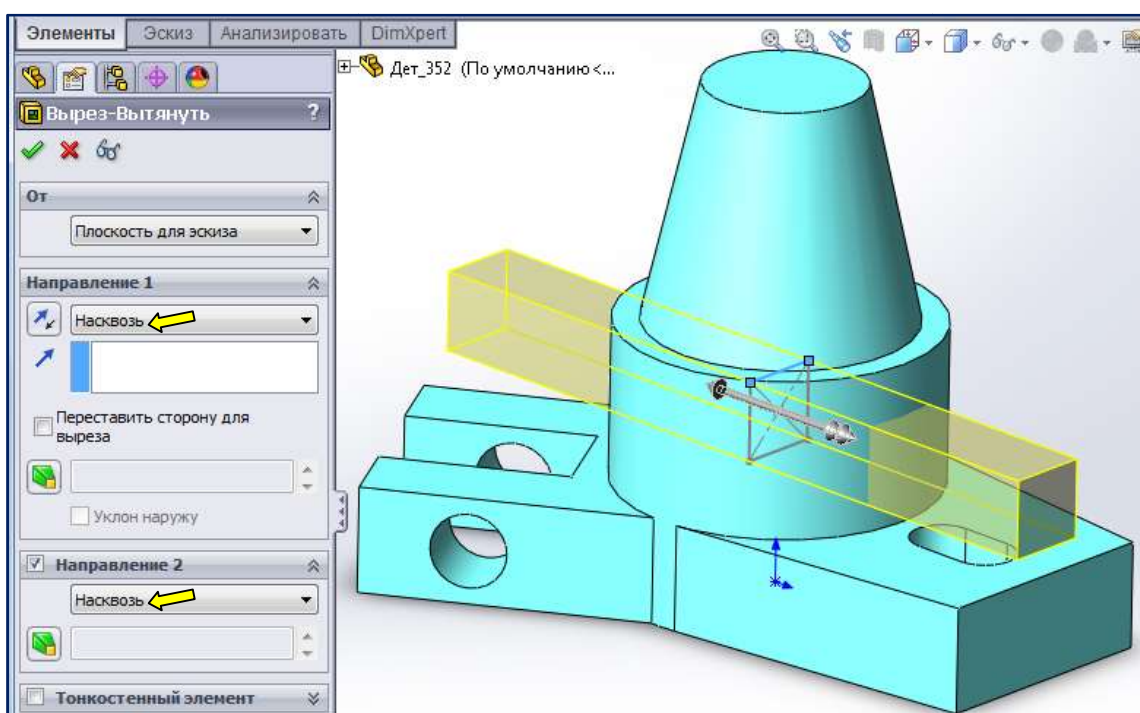 Элементы Эскиз Анализировать DimXpert
Дет_352 (По умолчанию<...
Вырез-Вытянуть ?
От
Плоскость для эскиза
Направление 1
Насквозь
Переставить сторону для
выреза
Уклон наружу
Направление 2
Насквозь
Тонкостенный элемент